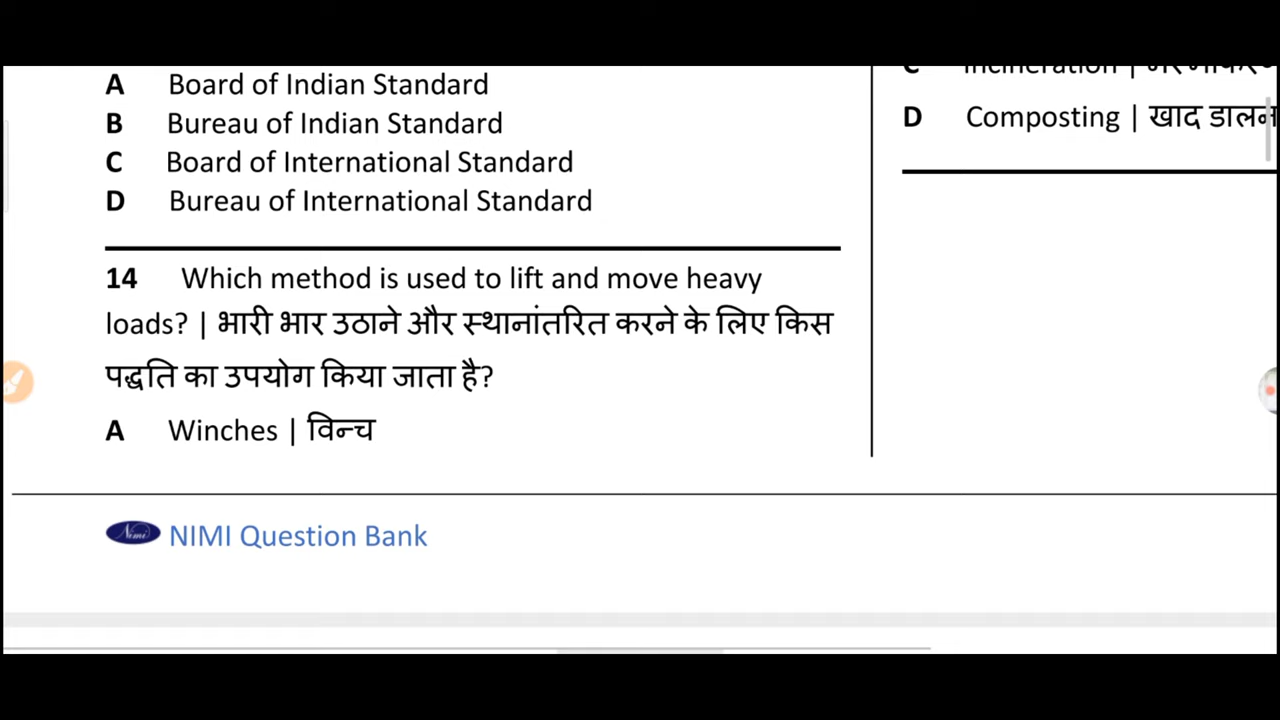 A Board of Indian Standard
B Bureau of Indian Standard
C Board of International Standard
D Bureau of International Standard
14 Which method is used to lift and move heavy
loads? | भारी भार उठाने और स्थानांतरित करने के लिए किस
पद्धति का उपयोग किया जाता है?
A Winches | विन्च
C Incineration |
D Composting | खाद
Nimi NIMI Question Bank